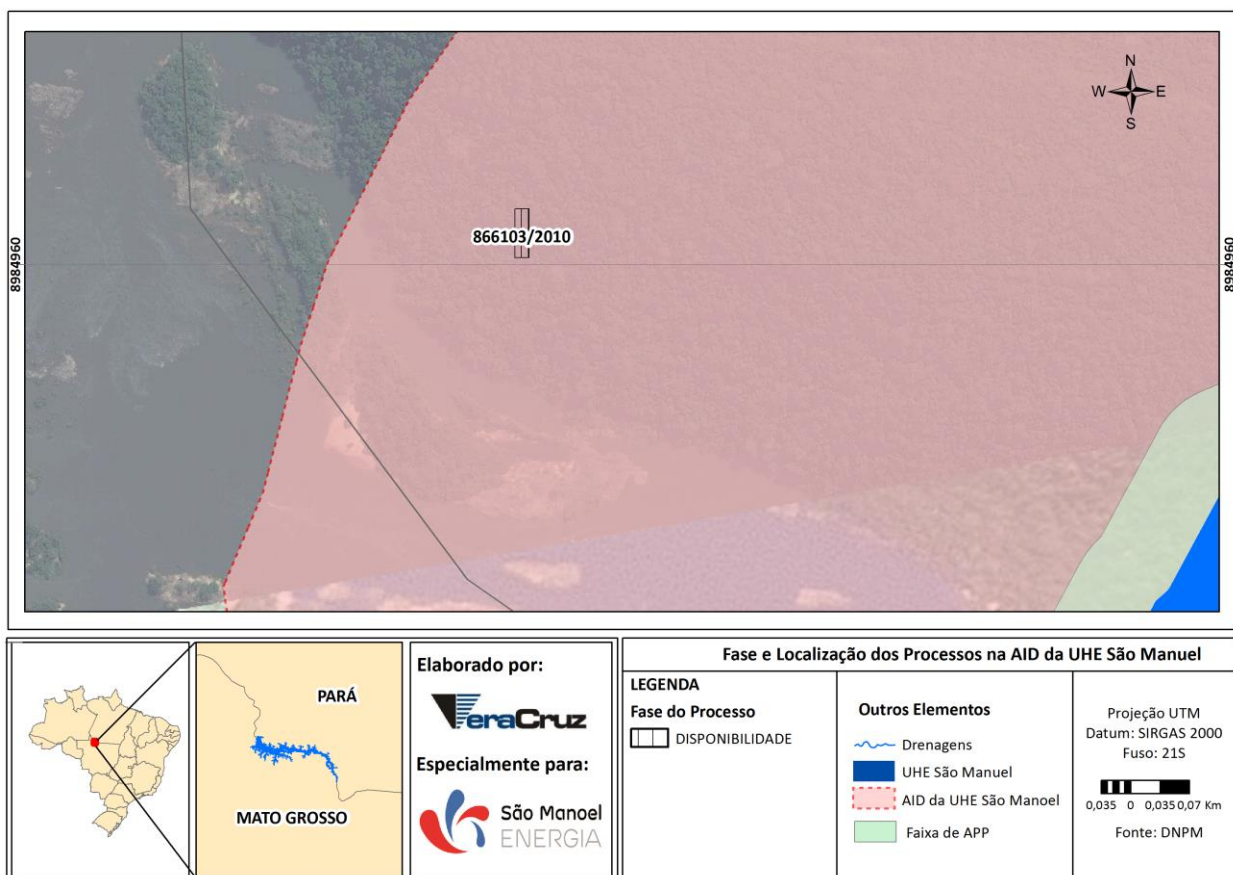 N
W E
S
866103/2010
8984960
8984960
Elaborado por:
VeraCruz
Especialmente para:
São Manoel
ENERGIA
PARÁ
MATO GROSSO
Fase e Localização dos Processos na AID da UHE São Manuel
LEGENDA
Fase do Processo
DISPONIBILIDADE
Outros Elementos
Drenagens
UHE São Manuel
AID da UHE São Manoel
Faixa de APP
Projeção UTM
Datum: SIRGAS 2000
Fuso: 21S
0,035 0 0,035 0,07 Km
Fonte: DNPM